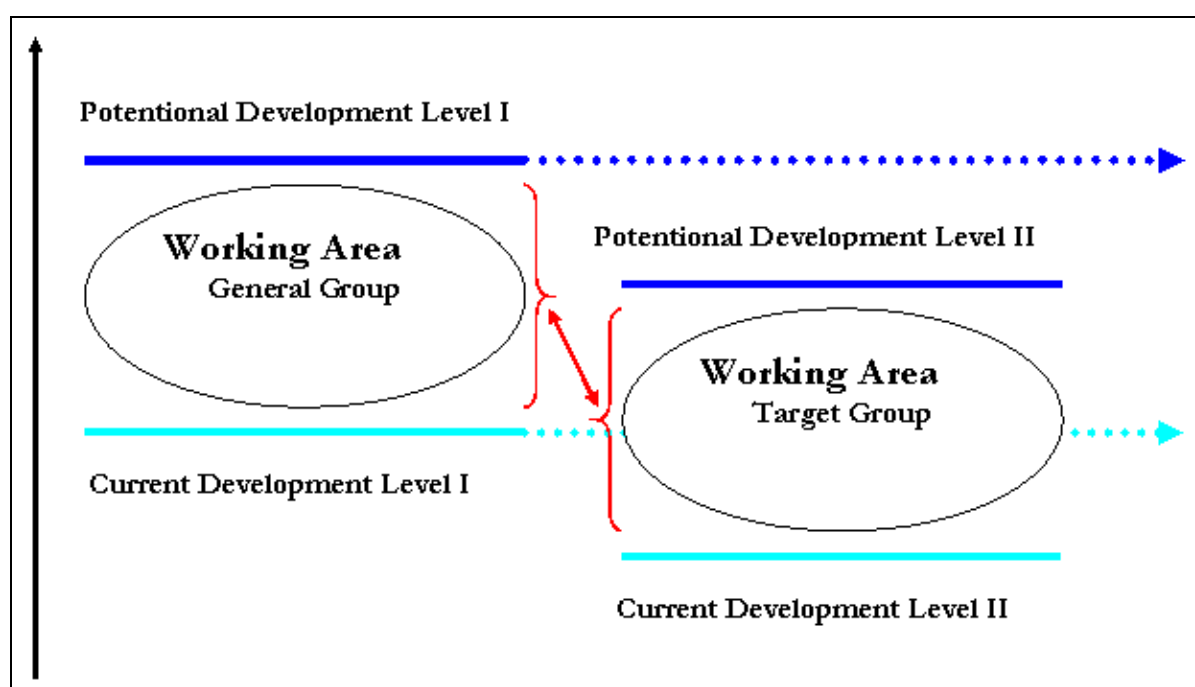 Potentional Development Level I
Working Area
General Group
Current Development Level I
Potentional Development Level II
Working Area
Target Group
Current Development Level II